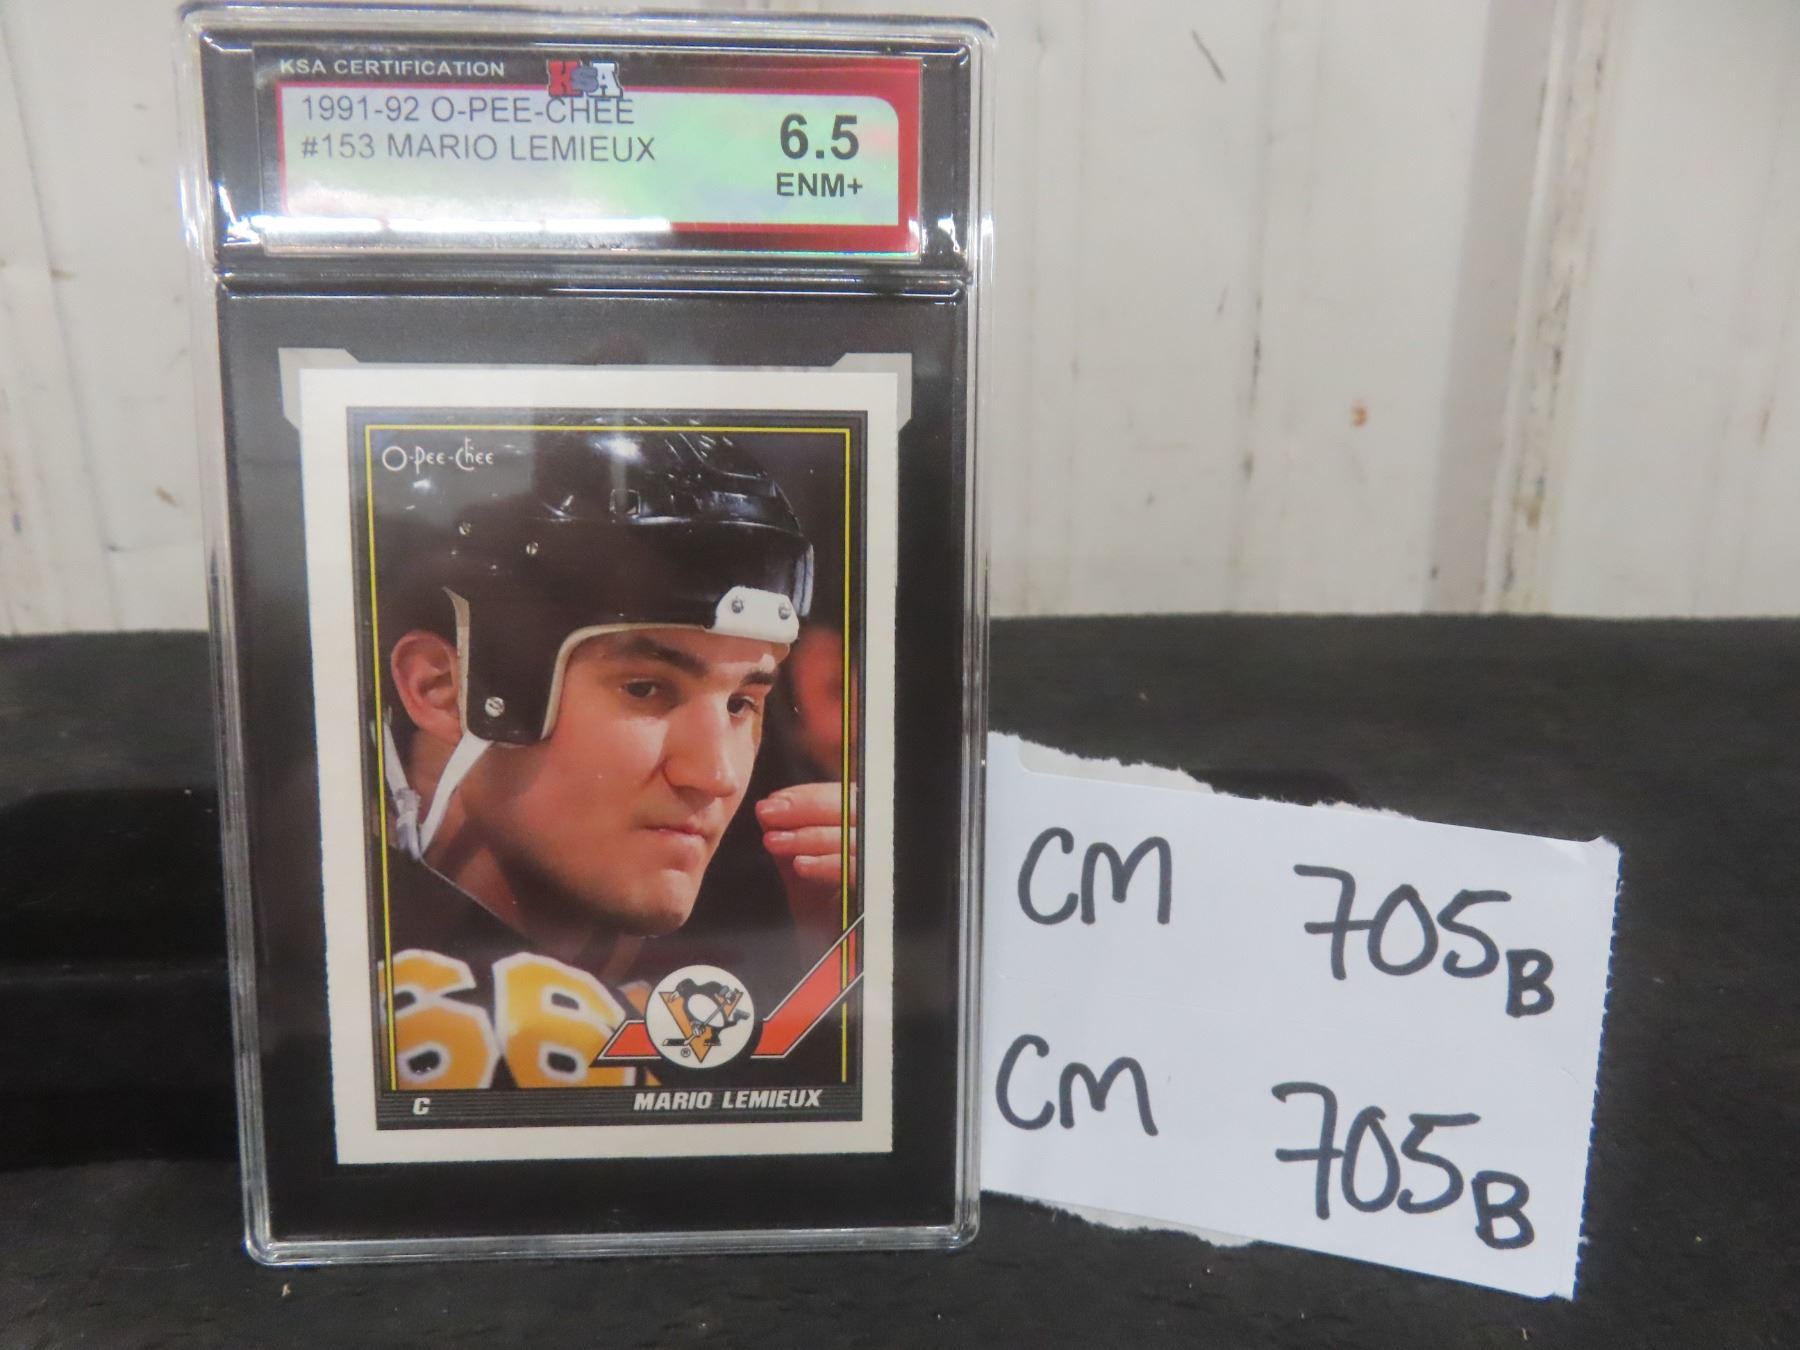 KSA CERTIFICATION
KSA
1991-92 O-PEE-CHEE
#153 MARIO LEMIEUX
6.5
ENM+
O-Pee-Chee
66
®
C MARIO LEMIEUX
CM 705B
CM 705B